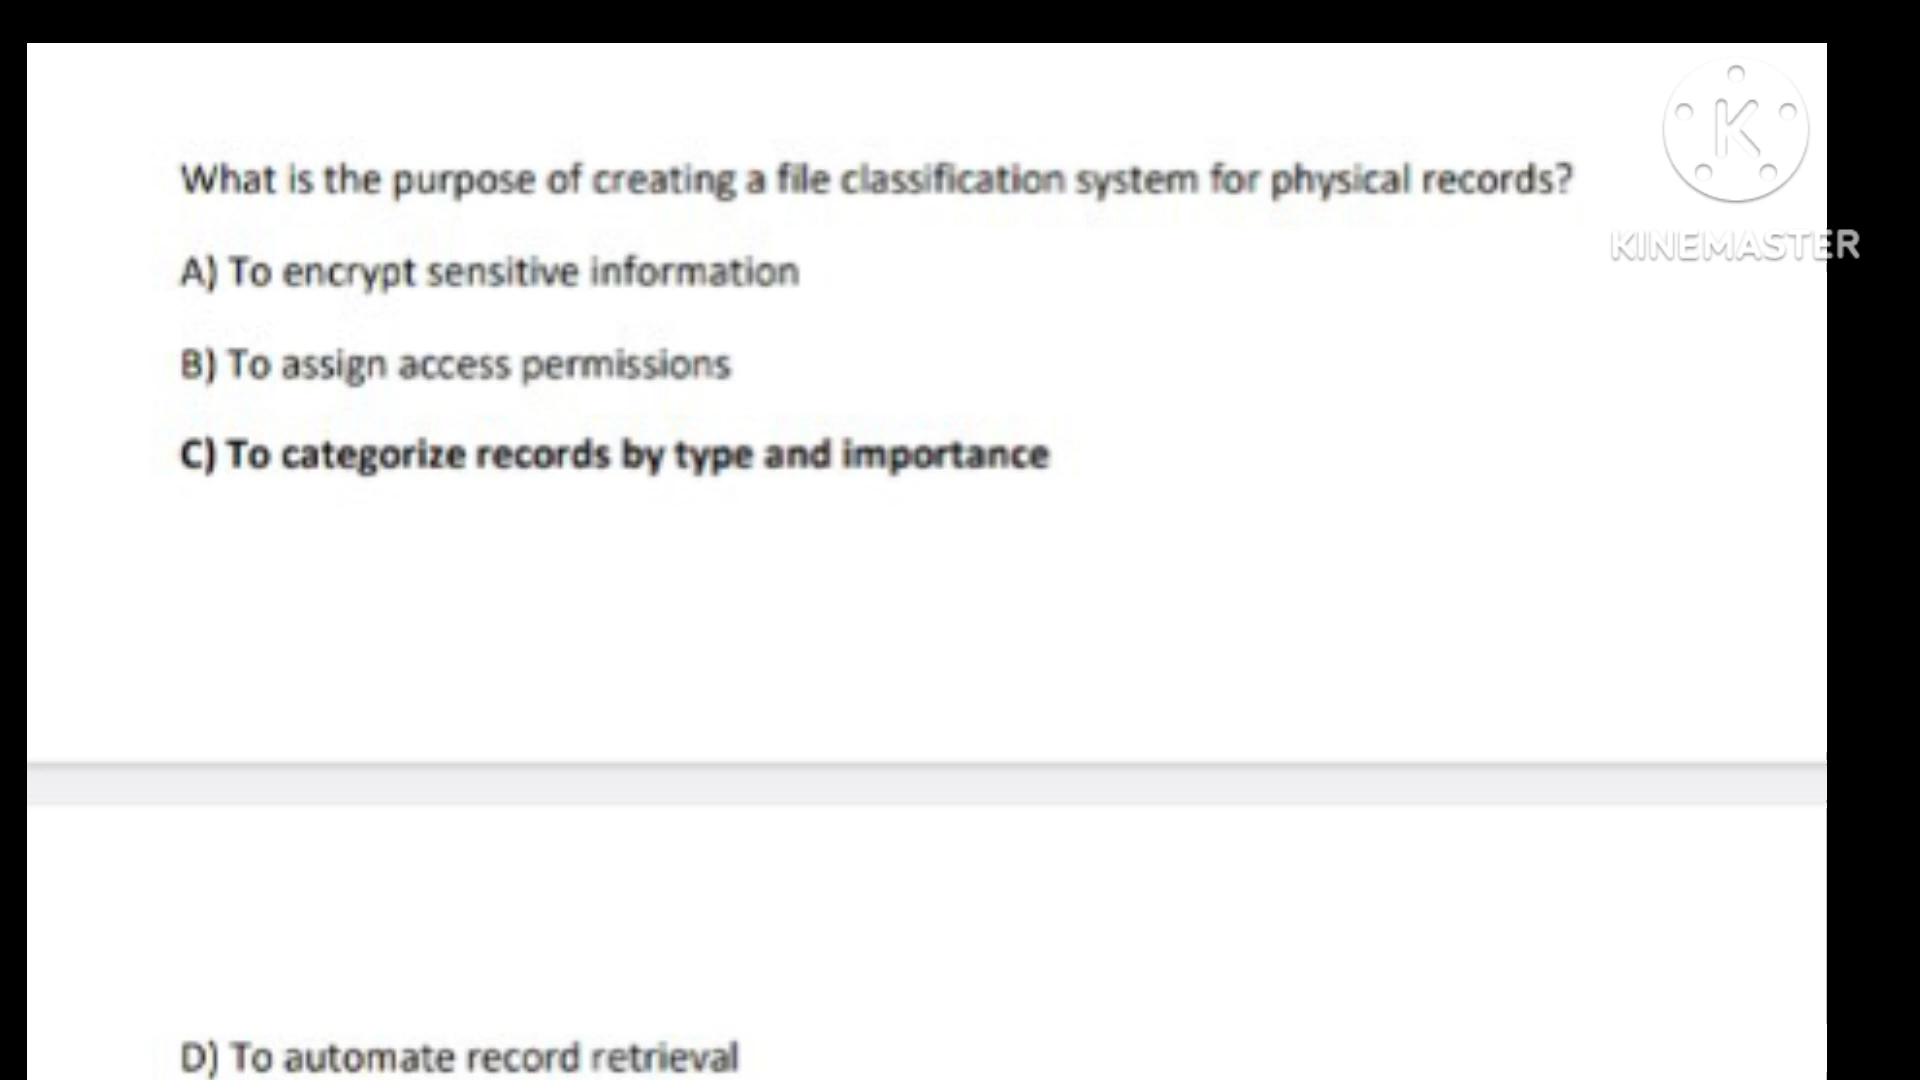 What is the purpose of creating a file classification system for physical records?
A) To encrypt sensitive information
B) To assign access permissions
C) To categorize records by type and importance
D) To automate record retrieval
K
KINEMASTER